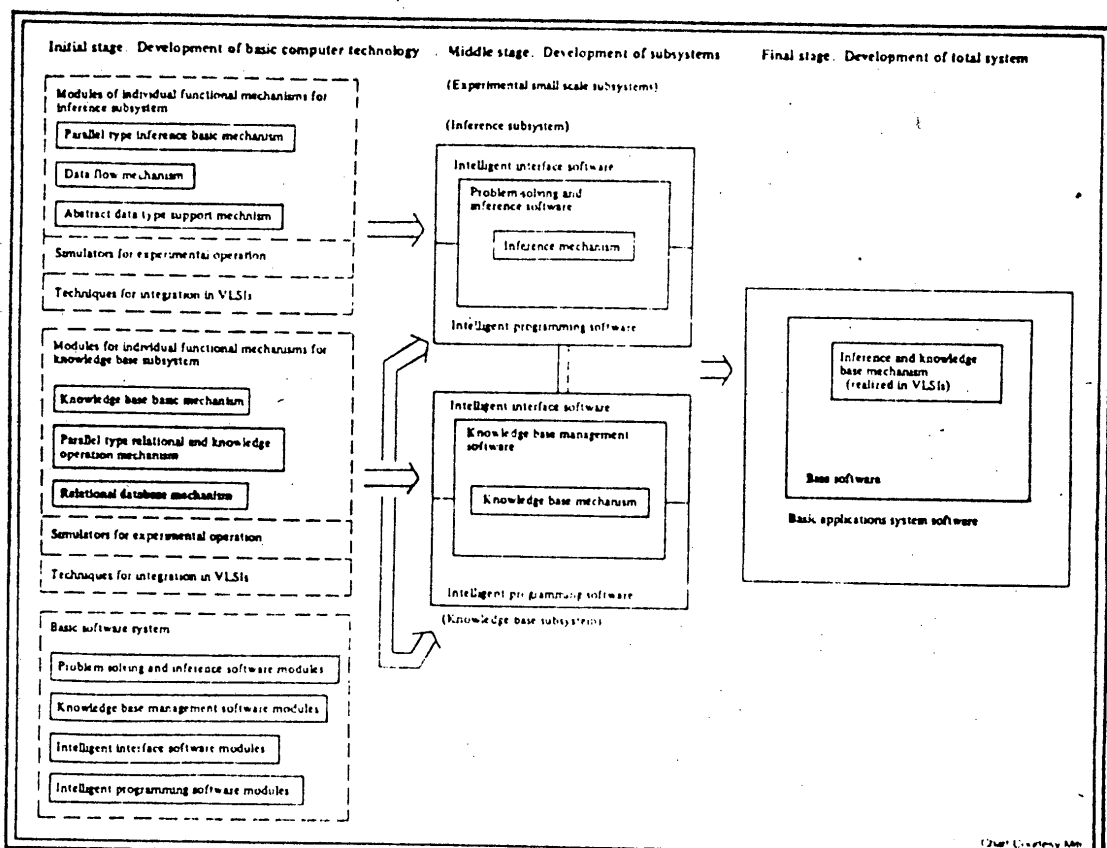 Initial stage. Development of basic computer technology
Modules of individual functional mechanisms for
inference subsystem
Parallel type inference basic mechanism
Data flow mechanism
Abstract data type support mechnism
Simulators for experimental operation
Techniques for integration in VLSIs
Modules for individual functional mechanisms for
knowledge base subsystem
Knowledge base basic mechanism
Parallel type relational and knowledge
operation mechanism
Relational database mechanism
Simulators for experimental operation
Techniques for integration in VLSIs
Basic software system
Problem solving and inference software modules
Knowledge base management software modules
Intelligent interface software modules
Intelligent programming software modules
Middle stage. Development of subsystems
(Experimental small scale subsystems)
(Inference subsystem)
Intelligent interface software
Problem solving and
inference software
Inference mechanism
Intelligent programming software
Intelligent interface software
Knowledge base management
software
Knowledge base mechanism
Intelligent programming software
(Knowledge base subsystems)
Final stage. Development of total system
Inference and knowledge
base mechanism
(realized in VLSIs)
Base software
Basic applications system software
Chart Courtesy